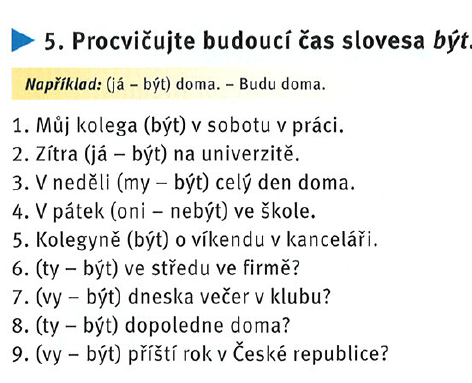 5. Procvičujte budoucí čas slovesa být.
Například: (já – být) doma. – Budu doma.
1. Můj kolega (být) v sobotu v práci.
2. Zítra (já – být) na univerzitě.
3. V neděli (my – být) celý den doma.
4. V pátek (oni – nebýt) ve škole.
5. Kolegyně (být) o víkendu v kanceláři.
6. (ty – být) ve středu ve firmě?
7. (vy – být) dneska večer v klubu?
8. (ty – být) dopoledne doma?
9. (vy – být) příští rok v České republice?